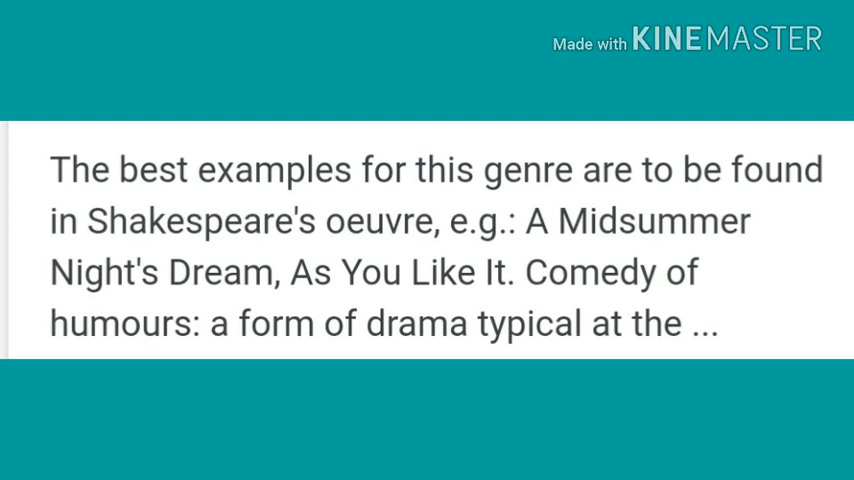 Made with KINEMASTER
The best examples for this genre are to be found
in Shakespeare's oeuvre, e.g.: A Midsummer
Night's Dream, As You Like It. Comedy of
humours: a form of drama typical at the ...